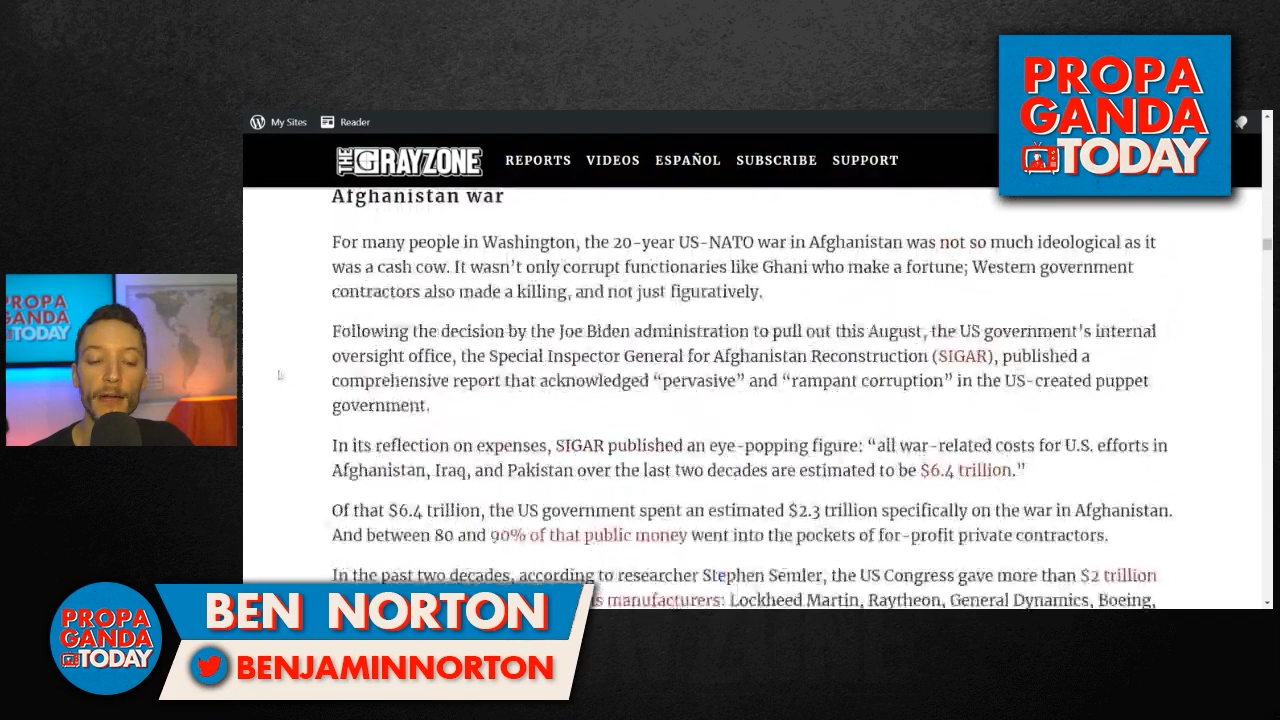 PROPA
GANDA
TODAY
My Sites
Reader
THE GRAYZONE
REPORTS VIDEOS ESPAÑOL SUBSCRIBE SUPPORT
Afghanistan war
For many people in Washington, the 20-year US-NATO war in Afghanistan was not so much ideological as it
was a cash cow. It wasn't only corrupt functionaries like Ghani who make a fortune; Western government
contractors also made a killing, and not just figuratively.
Following the decision by the Joe Biden administration to pull out this August, the US government's internal
oversight office, the Special Inspector General for Afghanistan Reconstruction (SIGAR), published a
comprehensive report that acknowledged “pervasive” and “rampant corruption” in the US-created puppet
government.
In its reflection on expenses, SIGAR published an eye-popping figure: “all war-related costs for U.S. efforts in
Afghanistan, Iraq, and Pakistan over the last two decades are estimated to be $6.4 trillion.”
Of that $6.4 trillion, the US government spent an estimated $2.3 trillion specifically on the war in Afghanistan.
And between 80 and 90% of that public money went into the pockets of for-profit private contractors.
In the past two decades, according to researcher Stephen Semler, the US Congress gave more than $2 trillion
manufacturers: Lockheed Martin, Raytheon, General Dynamics, Boeing,
PROPA
GANDA
TODAY
BEN NORTON
BENJAMINNORTON
PROPA
GANDA
TODAY